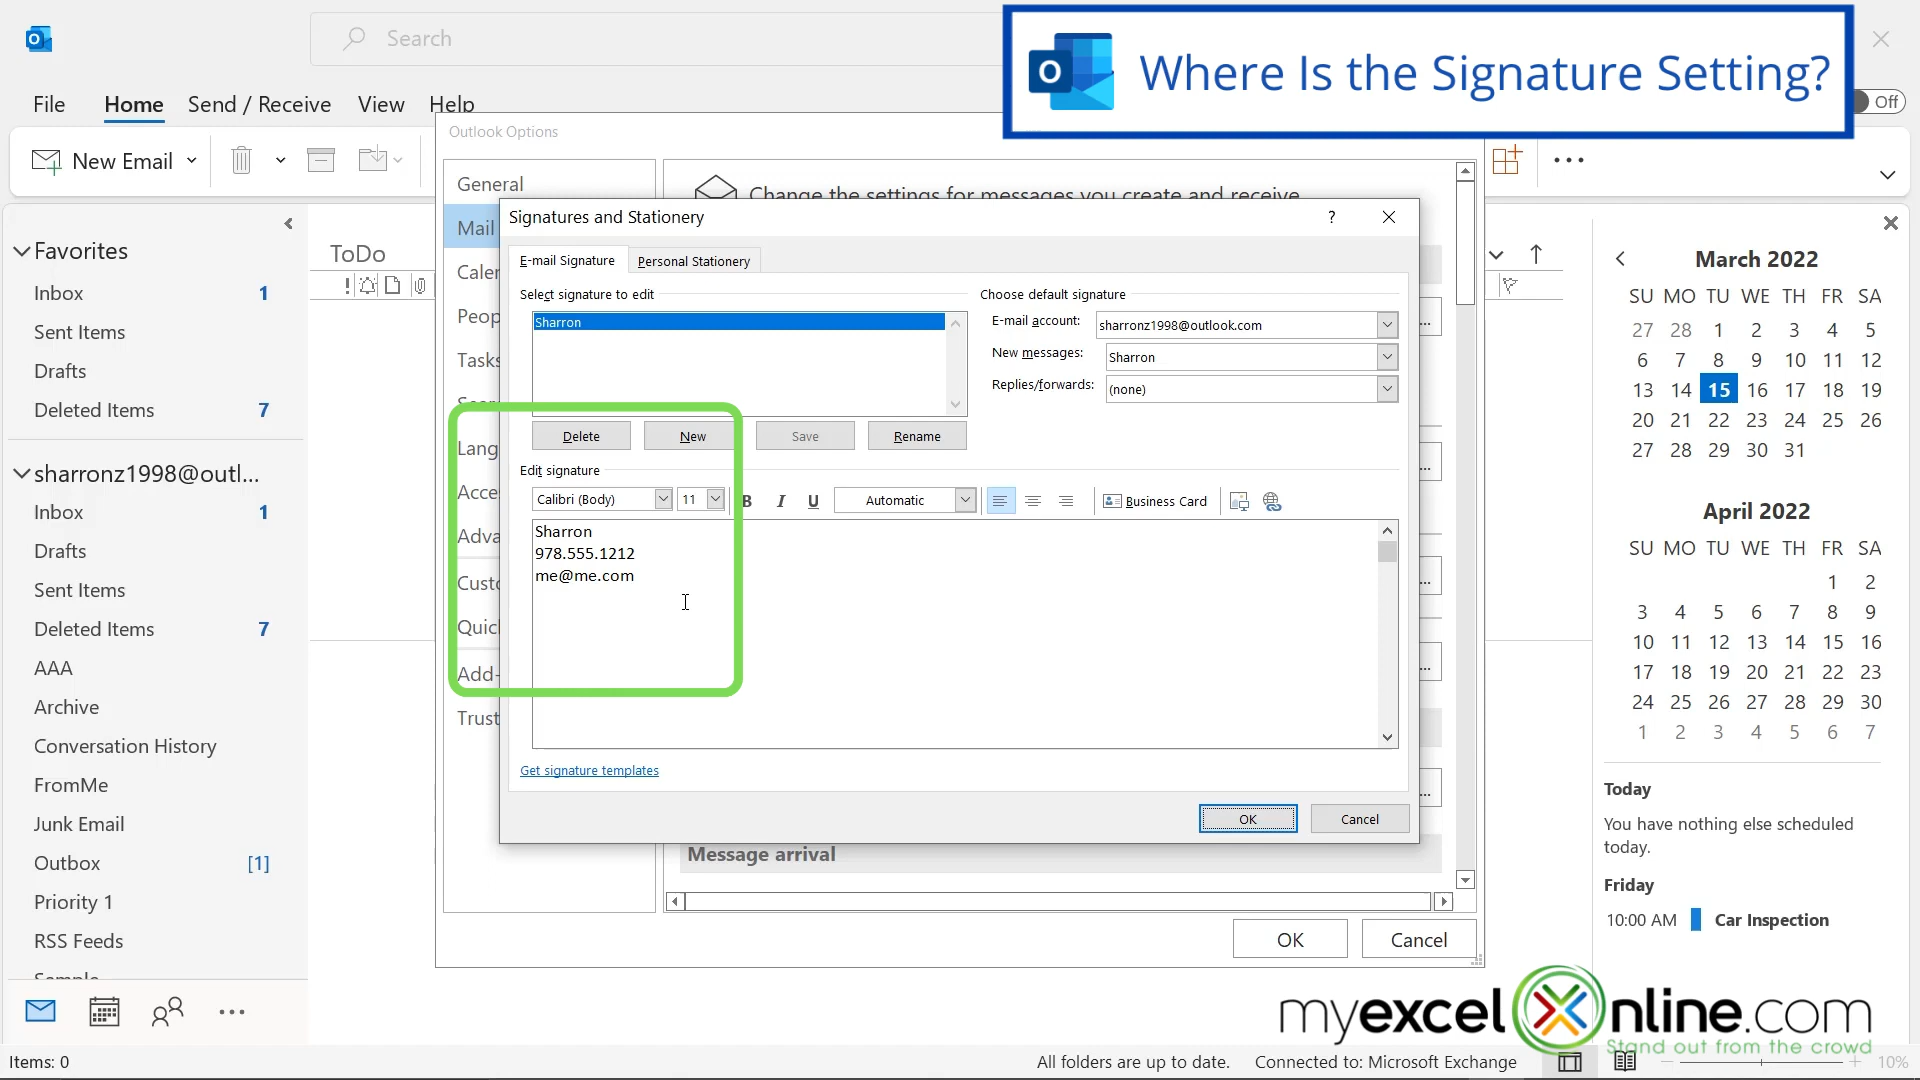 Search
Where Is the Signature Setting?
File Home Send / Receive View Help
Off
Outlook Options
New Email
General
Change the settings for messages you create and receive
Signatures and Stationery
?
Mail
Favorites
ToDo
E-mail Signature Personal Stationery
Inbox 1
Sent Items
Drafts
Deleted Items 7
Select signature to edit
Sharron
Choose default signature
E-mail account: sharronz1998@outlook.com
New messages: Sharron
Replies/forwards: (none)
Delete New Save Rename
Edit signature
Calibri (Body) 11 B I U Automatic Business Card
Sharron
978.555.1212
me@me.com
Get signature templates
OK Cancel
Message arrival
OK Cancel
Calen
Peop
Tasks
Lang
Acce
Adva
Custo
Quick
Add-
Trust
sharronz1998@outl...
Inbox 1
Drafts
Sent Items
Deleted Items 7
AAA
Archive
Conversation History
FromMe
Junk Email
Outbox [1]
Priority 1
RSS Feeds
March 2022
SU MO TU WE TH FR SA
27 28 1 2 3 4 5
6 7 8 9 10 11 12
13 14 15 16 17 18 19
20 21 22 23 24 25 26
27 28 29 30 31
April 2022
SU MO TU WE TH FR SA
1 2
3 4 5 6 7 8 9
10 11 12 13 14 15 16
17 18 19 20 21 22 23
24 25 26 27 28 29 30
1 2 3 4 5 6 7
Today
You have nothing else scheduled
today.
Friday
10:00 AM Car Inspection
myexcelonline.com
Stand out from the crowd
Items: 0
All folders are up to date. Connected to: Microsoft Exchange
10%